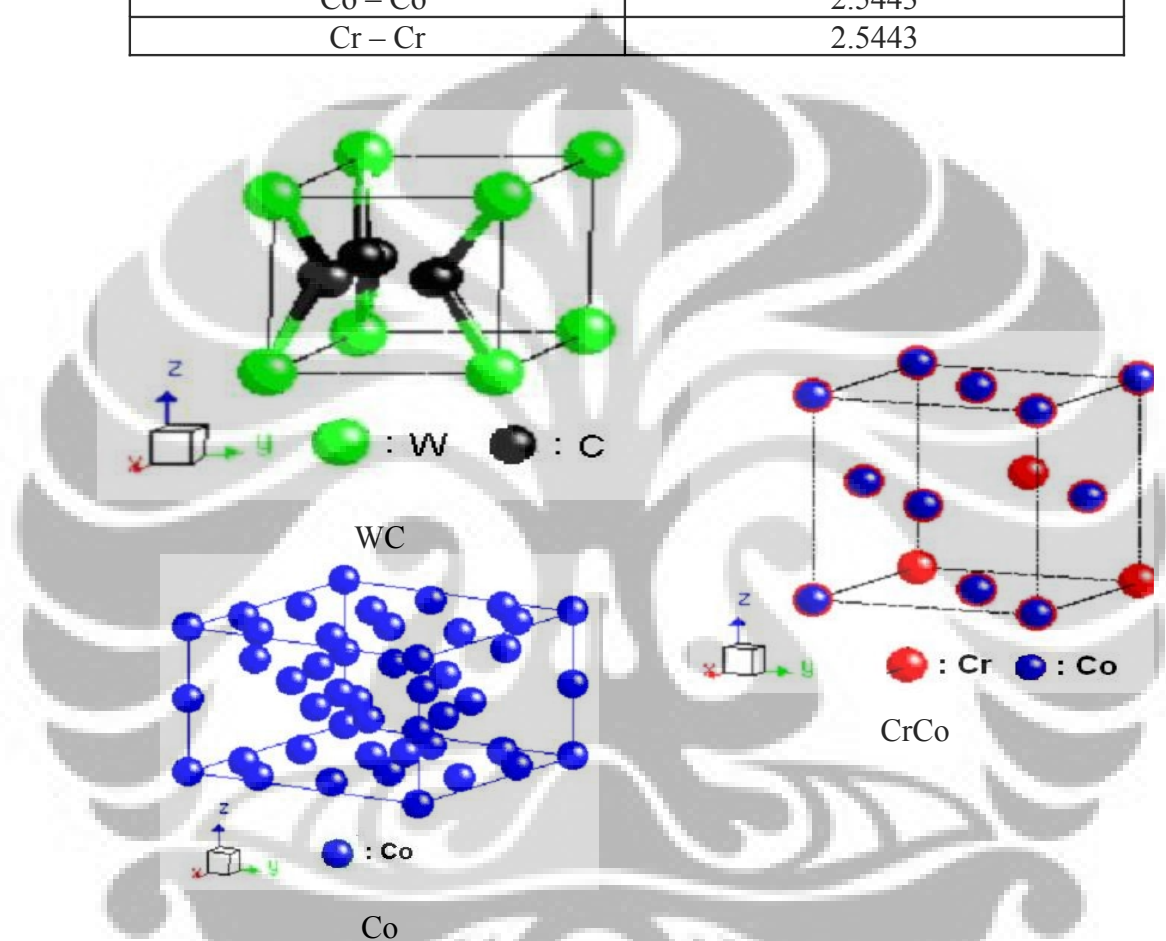 Co – Co 2.5443
Cr – Cr 2.5443
z
x y
: W : C
WC
z
x y
: Cr : Co
CrCo
z
x y
: Co
Co